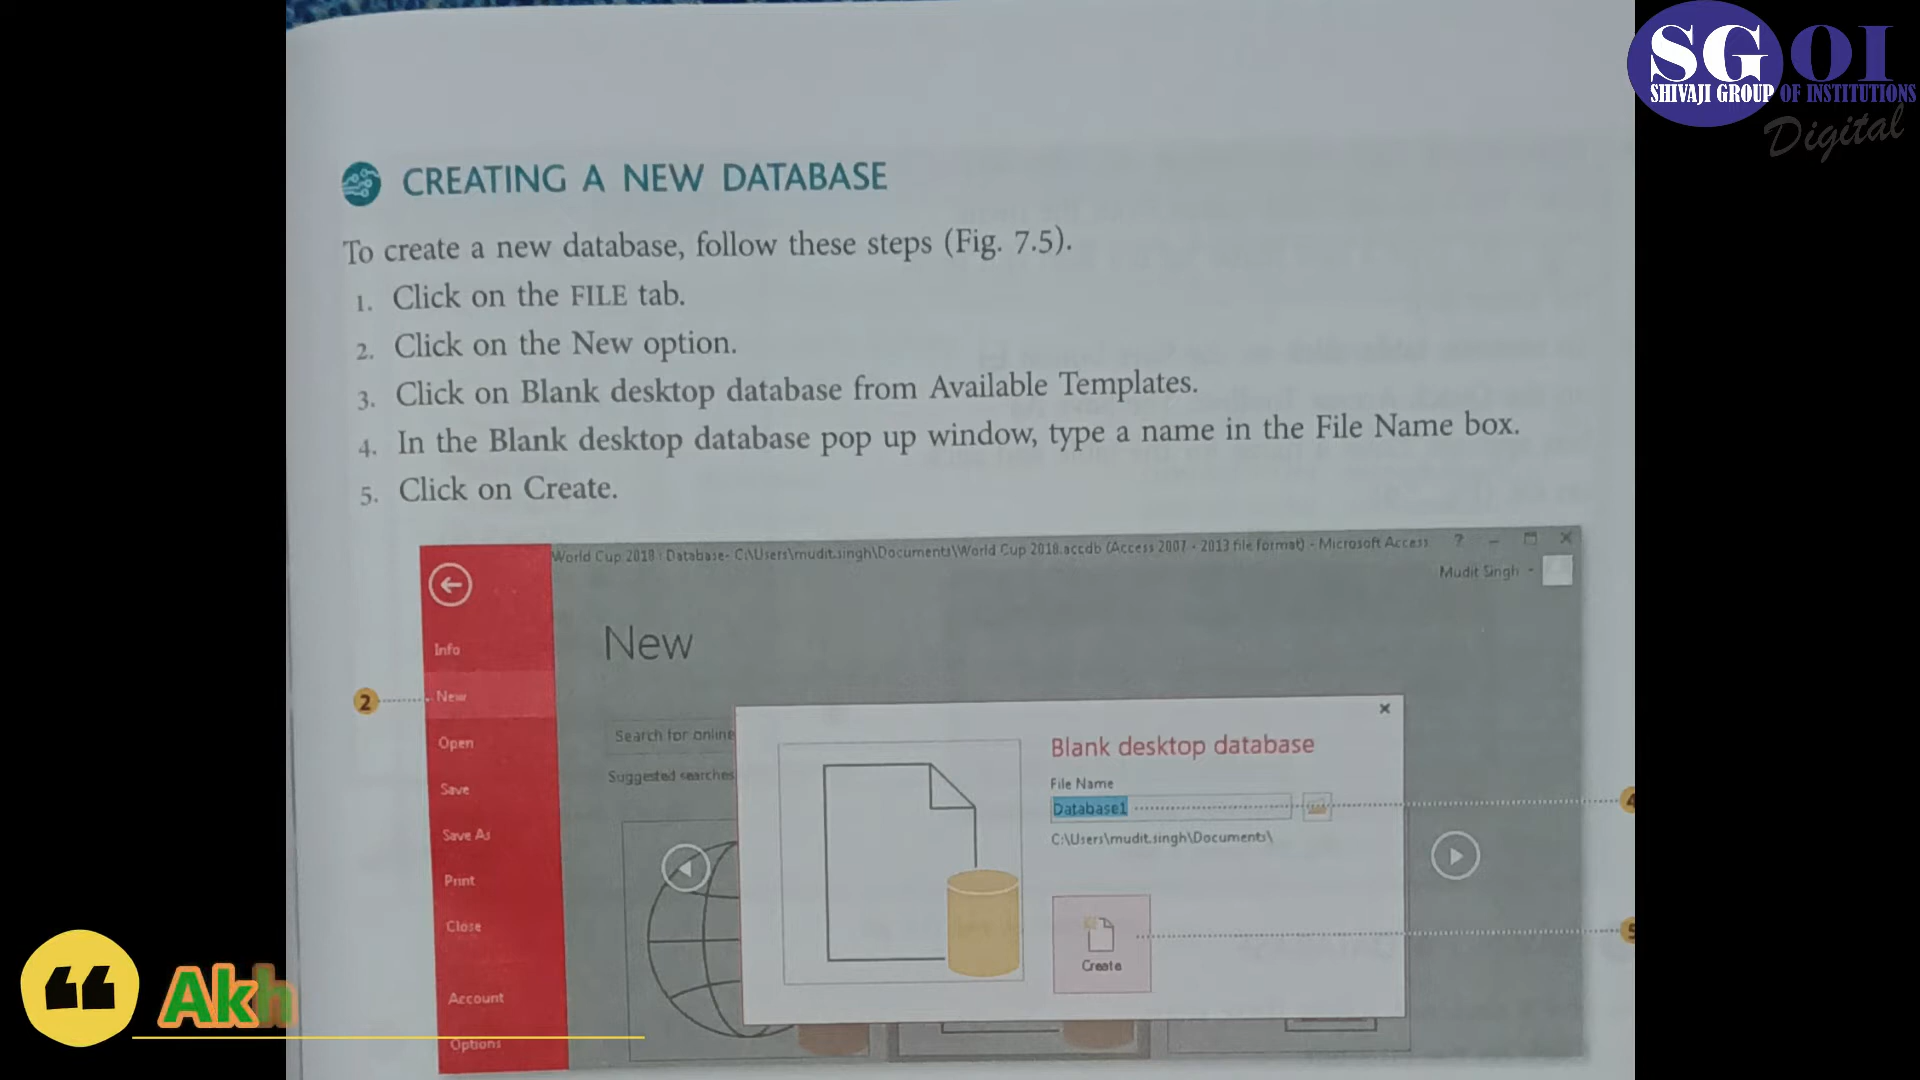 SGOI
SHIVAJI GROUP OF INSTITUTIONS
Digital
CREATING A NEW DATABASE
To create a new database, follow these steps (Fig. 7.5).
1. Click on the FILE tab.
2. Click on the New option.
3. Click on Blank desktop database from Available Templates.
4. In the Blank desktop database pop up window, type a name in the File Name box.
5. Click on Create.
World Cup 2018 : Database- C:\Users\mudit.singh\Documents\World Cup 2018.accdb (Access 2007 - 2013 file format) - Microsoft Access ?
Mudit Singh
Info
New
2
New
Open
Save
Save As
Print
Close
Account
Options
Search for online
Suggested searches
Blank desktop database
File Name
Database1
4
C:\Users\mudit.singh\Documents\
Create
5
Akh